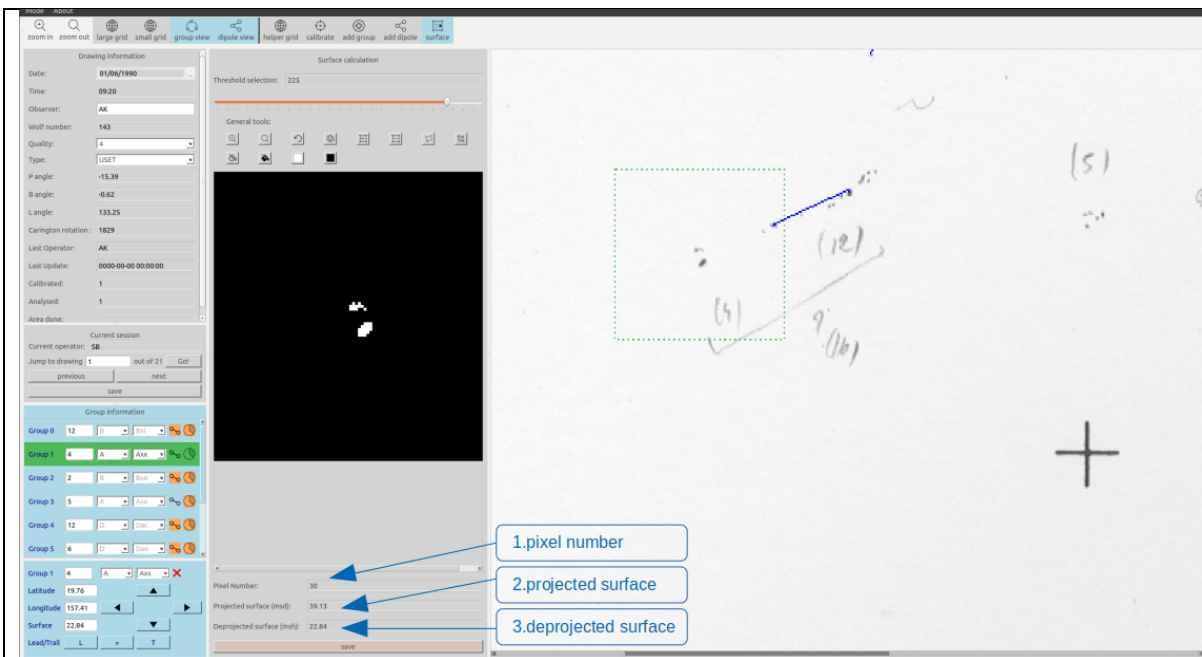 Mode About
zoom in zoom out large grid small grid group view dipole view helper grid calibrate add group add dipole surface
Drawing information
Date: 01/06/1990
Time: 09:20
Observer: AK
Wolf number: 143
Quality: 4
Type: USET
P angle: -15.39
B angle: -0.62
L angle: 133.25
Carington rotation: 1829
Last Operator: AK
Last Update: 0000-00-00 00:00:00
Calibrated: 1
Analysed: 1
Area done:
Current session
Current operator: SB
Jump to drawing 1 out of 21 Go!
previous next
save
Group information
Group 0 12 B Bxi
Group 1 4 A Axx
Group 2 2 B Bxo
Group 3 5 A Axx
Group 4 12 D Dac
Group 5 6 D Dao
Group 1 4 A Axx
Latitude 19.76
Longitude 157.41
Surface 22.84
Lead/Trail L = T
Surface calculation
Threshold selection: 225
General tools:
Pixel Number: 30
Projected surface (msd): 39.13
Deprojected surface (msh): 22.84
save
(5)
(12)
(4)
(16)
1.pixel number
2.projected surface
3.deprojected surface